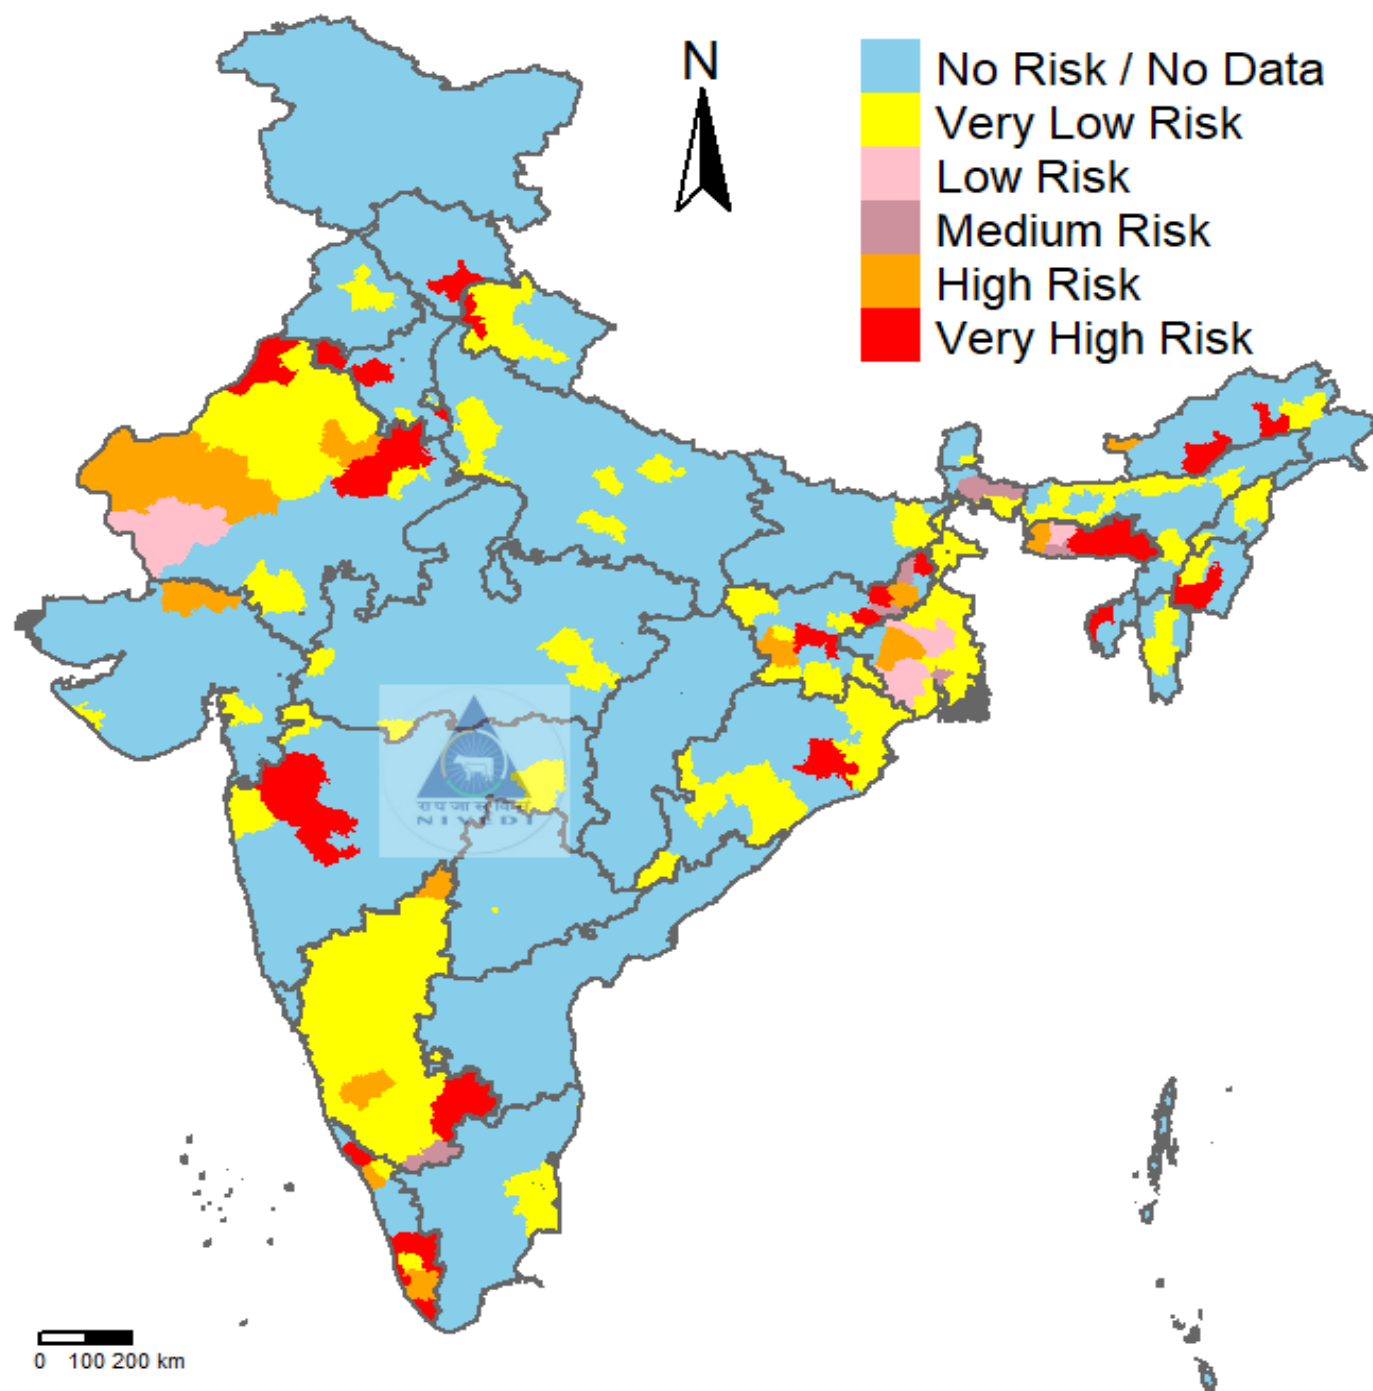 N
No Risk / No Data
Very Low Risk
Low Risk
Medium Risk
High Risk
Very High Risk
NIVEDI
0 100 200 km